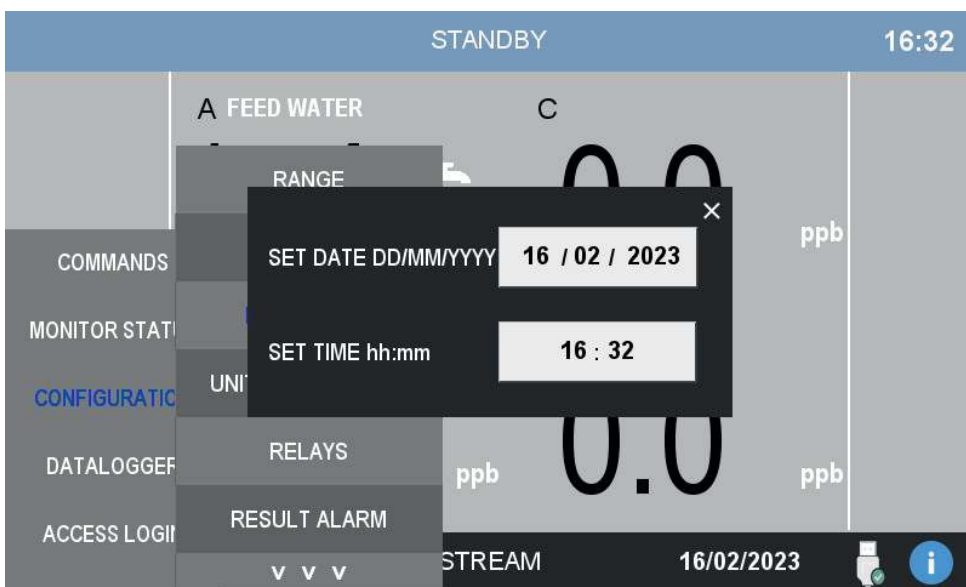 STANDBY 16:32
A FEED WATER C
RANGE
ppb
SET DATE DD/MM/YYYY 16 / 02 / 2023
COMMANDS
MONITOR STAT
SET TIME hh:mm 16 : 32
UNI
CONFIGURATIO
RELAYS
0.0
DATALOGGER
ppb
ppb
RESULT ALARM
ACCESS LOGI
STREAM 16/02/2023
v v v